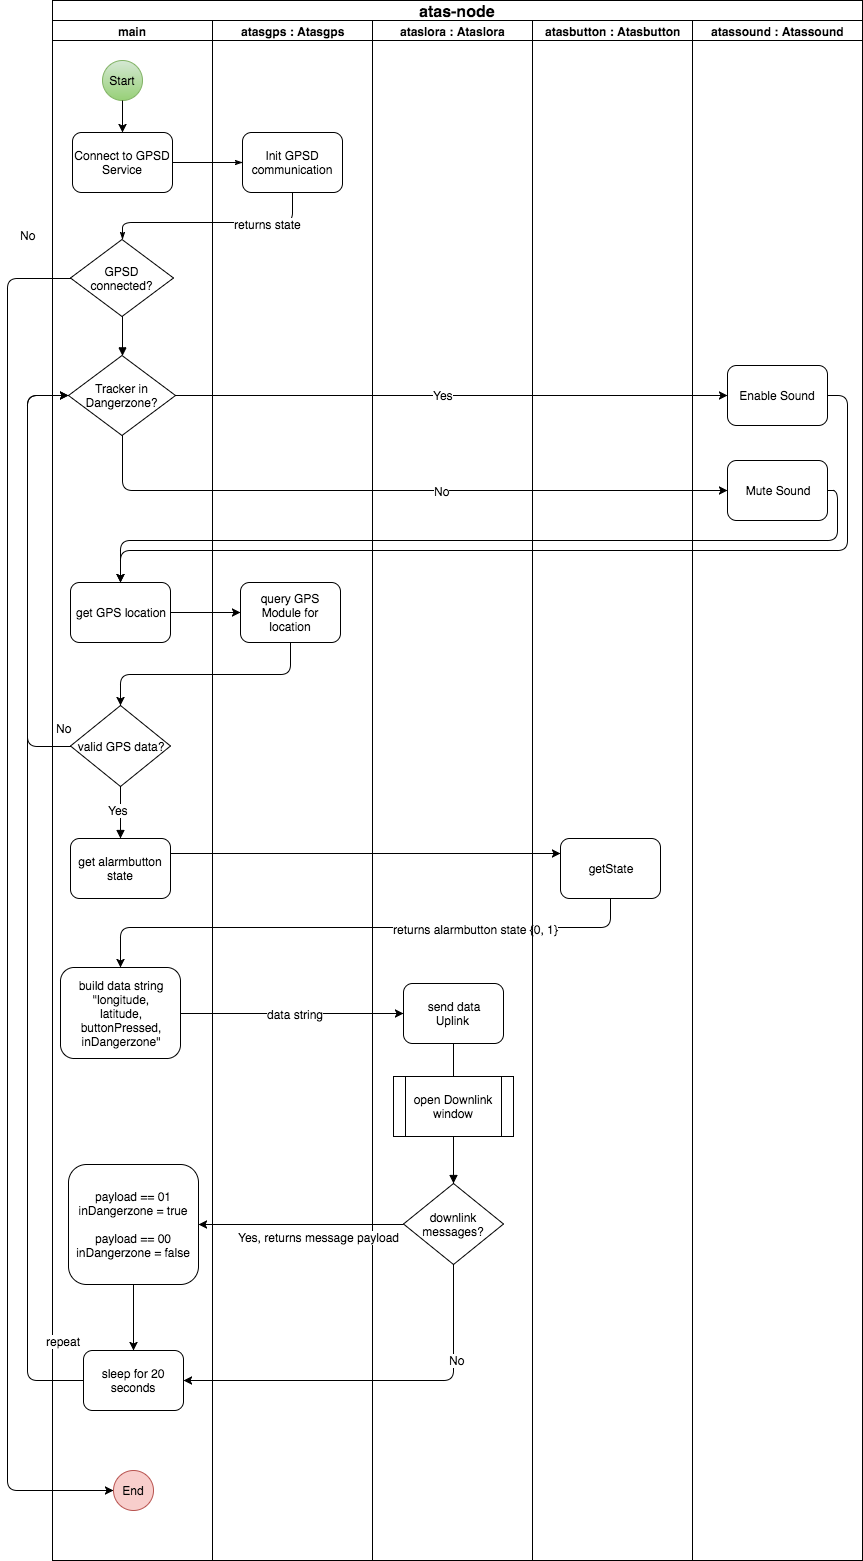 atas-node
main
atasgps : Atasgps
ataslora : Ataslora
atasbutton : Atasbutton
atassound : Atassound
Start
Connect to GPSD
Service
Init GPSD
communication
returns state
No
GPSD
connected?
Tracker in
Dangerzone?
Yes
Enable Sound
No
Mute Sound
get GPS location
query GPS
Module for
location
No
valid GPS data?
Yes
get alarmbutton
state
getState
returns alarmbutton state {0, 1}
build data string
"longitude,
latitude,
buttonPressed,
inDangerzone"
data string
send data
Uplink
open Downlink
window
payload == 01
inDangerzone = true
payload == 00
inDangerzone = false
downlink
messages?
Yes, returns message payload
repeat
No
sleep for 20
seconds
End